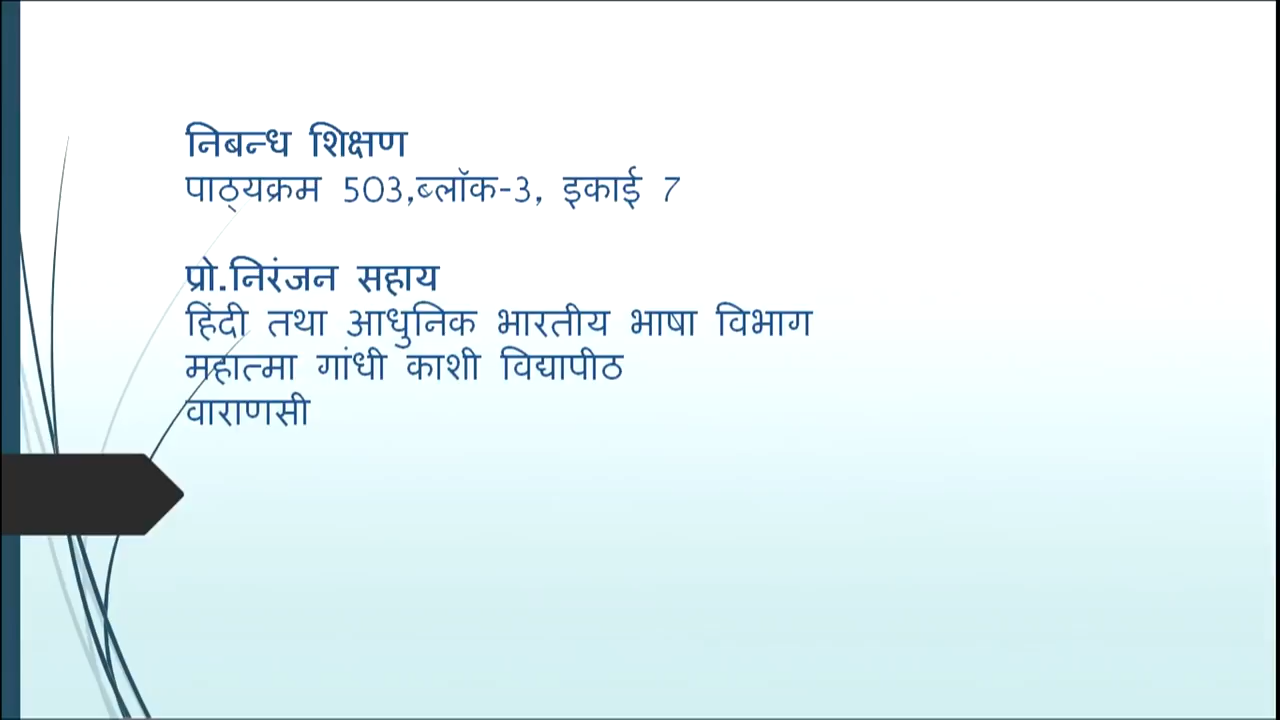 निबन्ध शिक्षण
पाठ्यक्रम 503,ब्लॉक-3, इकाई 7
प्रो.निरंजन सहाय
हिंदी तथा आधुनिक भारतीय भाषा विभाग
महात्मा गांधी काशी विद्यापीठ
वाराणसी